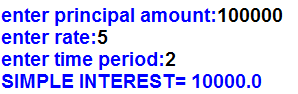 enter principal amount:100000
enter rate:5
enter time period:2
SIMPLE INTEREST= 10000.0